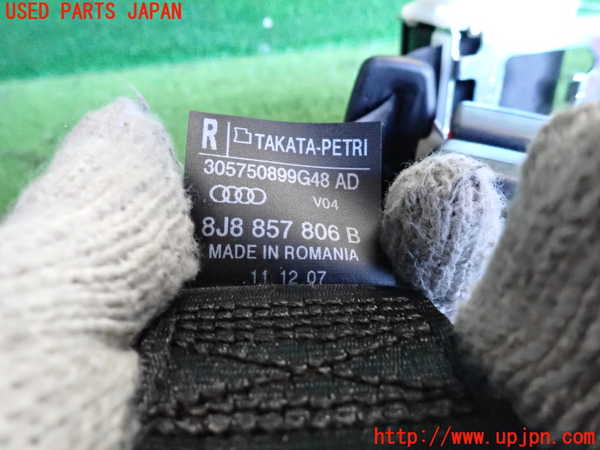 USED PARTS JAPAN
R TAKATA-PETRI
305750899G48 AD
V04
8J8 857 806 B
MADE IN ROMANIA
11.12.07
http://www.upjpn.com/